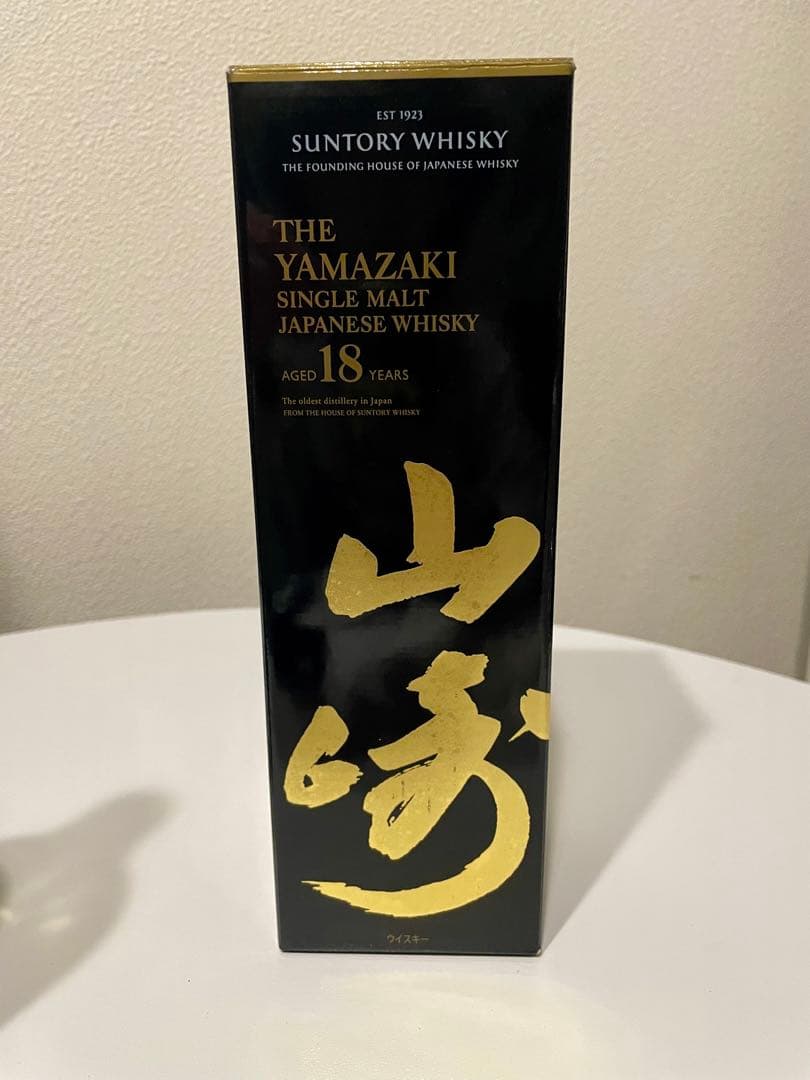 EST 1923
SUNTORY WHISKY
THE FOUNDING HOUSE OF JAPANESE WHISKY
THE
YAMAZAKI
SINGLE MALT
JAPANESE WHISKY
AGED 18 YEARS
The oldest distillery in Japan
FROM THE HOUSE OF SUNTORY WHISKY
山
崎
ウイスキー